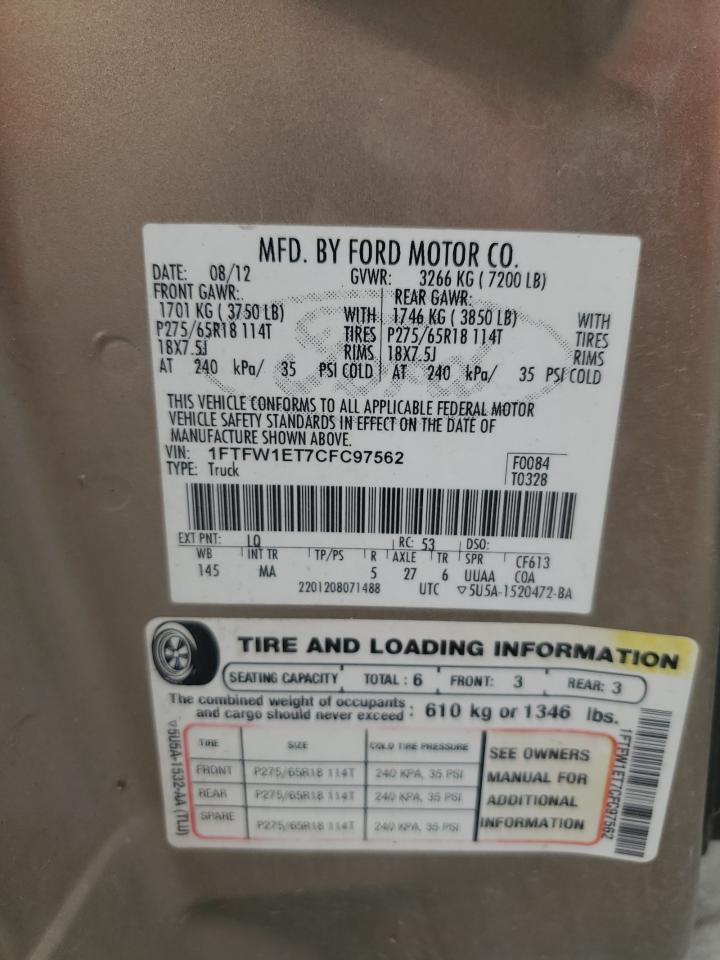 MFD. BY FORD MOTOR CO.
DATE: 08/12 GVWR: 3266 KG ( 7200 LB)
FRONT GAWR: REAR GAWR:
1701 KG ( 3750 LB) WITH 1746 KG ( 3850 LB) WITH
P275/65R18 114T TIRES P275/65R18 114T TIRES
18X7.5J RIMS 18X7.5J RIMS
AT 240 kPa/ 35 PSI COLD AT 240 kPa/ 35 PSI COLD
Ford
THIS VEHICLE CONFORMS TO ALL APPLICABLE FEDERAL MOTOR
VEHICLE SAFETY STANDARDS IN EFFECT ON THE DATE OF
MANUFACTURE SHOWN ABOVE.
VIN: 1FTFW1ET7CFC97562
TYPE: Truck
F0084
T0328
EXT PNT: LQ RC: 53 DSO:
WB INT TR TP/PS R AXLE TR SPR CF613
145 MA 5 27 6 UUAA COA
2201208071488 UTC ▽5U5A-1520472-BA
TIRE AND LOADING INFORMATION
SEATING CAPACITY TOTAL : 6 FRONT: 3 REAR: 3
The combined weight of occupants
and cargo should never exceed : 610 kg or 1346 lbs.
TIRE SIZE COLD TIRE PRESSURE
FRONT P275/65R18 114T 240 KPA, 35 PSI
REAR P275/65R18 114T 240 KPA, 35 PSI
SPARE P275/65R18 114T 240 KPA, 35 PSI
SEE OWNERS
MANUAL FOR
ADDITIONAL
INFORMATION
▽5U5A-1532-AA (TLU)
1FTFW1ET7CFC97562